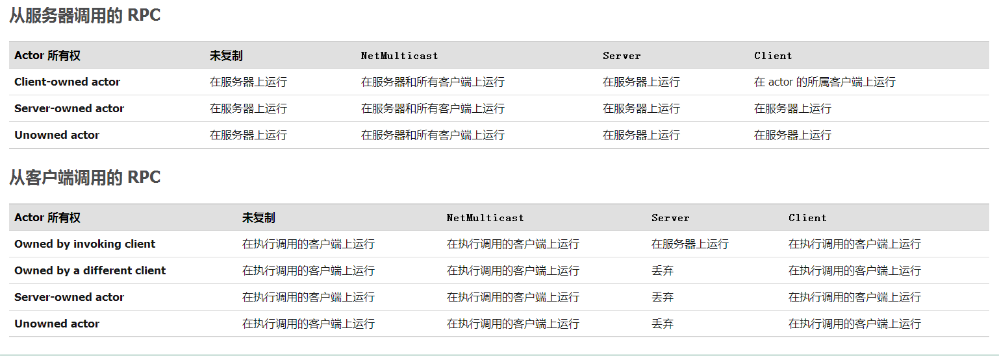 从服务器调用的 RPC
Actor 所有权 未复制 NetMulticast Server Client
Client-owned actor 在服务器上运行 在服务器和所有客户端上运行 在服务器上运行 在 actor 的所属客户端上运行
Server-owned actor 在服务器上运行 在服务器和所有客户端上运行 在服务器上运行 在服务器上运行
Unowned actor 在服务器上运行 在服务器和所有客户端上运行 在服务器上运行 在服务器上运行
从客户端调用的 RPC
Actor 所有权 未复制 NetMulticast Server Client
Owned by invoking client 在执行调用的客户端上运行 在执行调用的客户端上运行 在服务器上运行 在执行调用的客户端上运行
Owned by a different client 在执行调用的客户端上运行 在执行调用的客户端上运行 丢弃 在执行调用的客户端上运行
Server-owned actor 在执行调用的客户端上运行 在执行调用的客户端上运行 丢弃 在执行调用的客户端上运行
Unowned actor 在执行调用的客户端上运行 在执行调用的客户端上运行 丢弃 在执行调用的客户端上运行